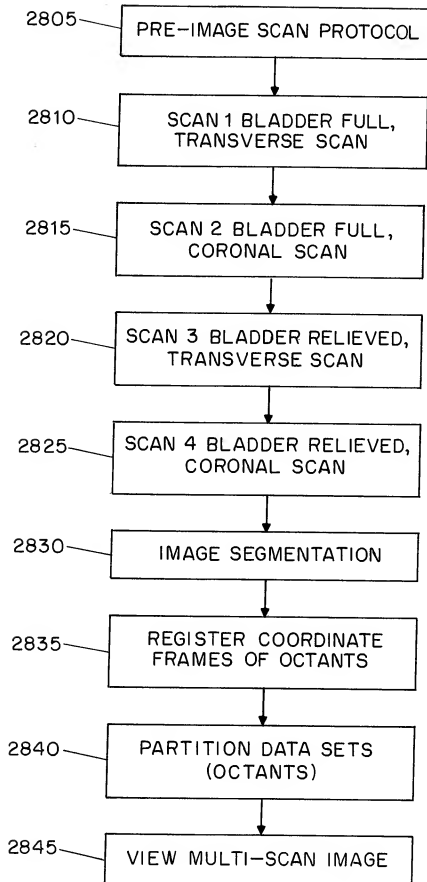 2805
PRE-IMAGE SCAN PROTOCOL
2810
SCAN 1 BLADDER FULL,
TRANSVERSE SCAN
2815
SCAN 2 BLADDER FULL,
CORONAL SCAN
2820
SCAN 3 BLADDER RELIEVED,
TRANSVERSE SCAN
2825
SCAN 4 BLADDER RELIEVED,
CORONAL SCAN
2830
IMAGE SEGMENTATION
2835
REGISTER COORDINATE
FRAMES OF OCTANTS
2840
PARTITION DATA SETS
(OCTANTS)
2845
VIEW MULTI-SCAN IMAGE